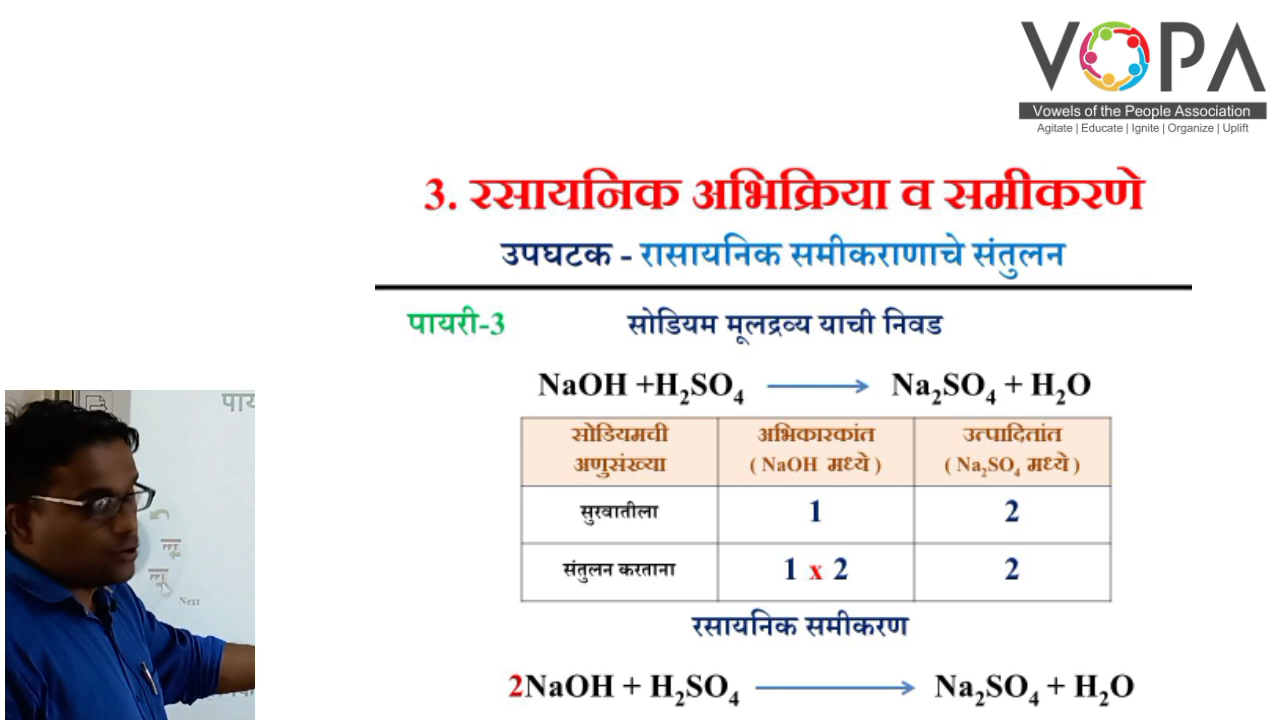 VOPA
Vowels of the People Association
Agitate | Educate | Ignite | Organize | Uplift
3. रसायनिक अभिक्रिया व समीकरणे
उपघटक - रासायनिक समीकराणाचे संतुलन
पायरी-3 सोडियम मूलद्रव्य याची निवड
NaOH +H₂SO₄ ⟶ Na₂SO₄ + H₂O
सोडियमची अणुसंख्या अभिकारकांत ( NaOH मध्ये ) उत्पादितांत ( Na₂SO₄ मध्ये )
सुरवातीला 1 2
संतुलन करताना 1 x 2 2
रसायनिक समीकरण
2NaOH + H₂SO₄ ⟶ Na₂SO₄ + H₂O
पाय
Next